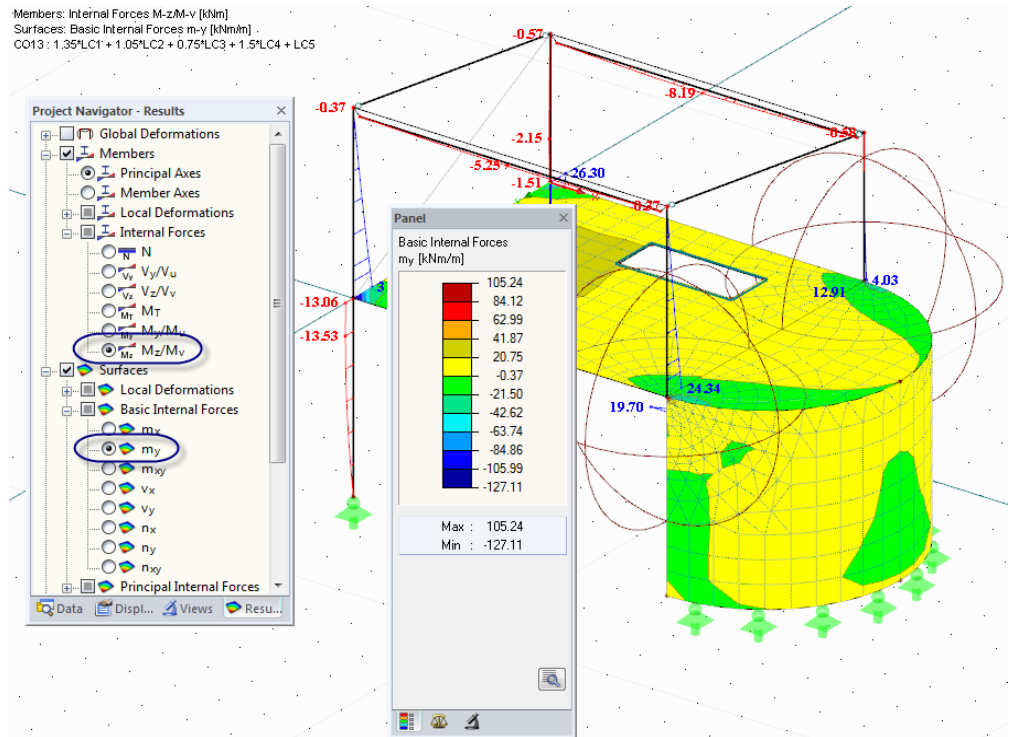 Members: Internal Forces M-z/M-v [kNm]
Surfaces: Basic Internal Forces m-y [kNm/m]
CO13 : 1.35*LC1 + 1.05*LC2 + 0.75*LC3 + 1.5*LC4 + LC5
Project Navigator - Results
Global Deformations
Members
Principal Axes
Member Axes
Local Deformations
Internal Forces
N
N
Vy Vy/Vu
Vz Vz/Vv
MT MT
My My/Mu
Mz Mz/Mv
Surfaces
Local Deformations
Basic Internal Forces
mx
my
mxy
vx
vy
nx
ny
nxy
Principal Internal Forces
Data Displ... Views Resu...
Panel
Basic Internal Forces
my [kNm/m]
105.24
84.12
62.99
41.87
20.75
-0.37
-21.50
-42.62
-63.74
-84.86
-105.99
-127.11
Max : 105.24
Min : -127.11
-0.57
-0.37
-8.19
-0.58
-2.15
-5.25
-1.51
26.30
-0.37
3
-13.06
-13.53
12.91
4.03
24.34
19.70